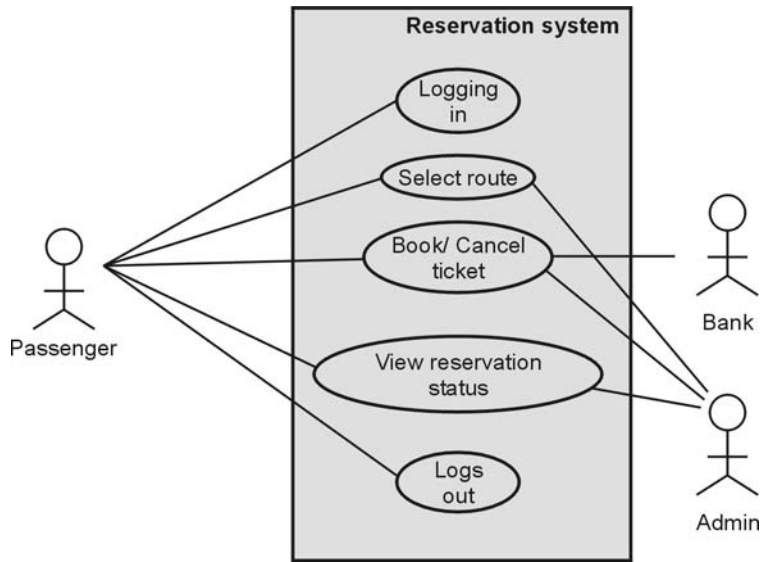 Reservation system
Logging
in
Select route
Book/ Cancel
ticket
Passenger
Bank
View reservation
status
Logs
out
Admin